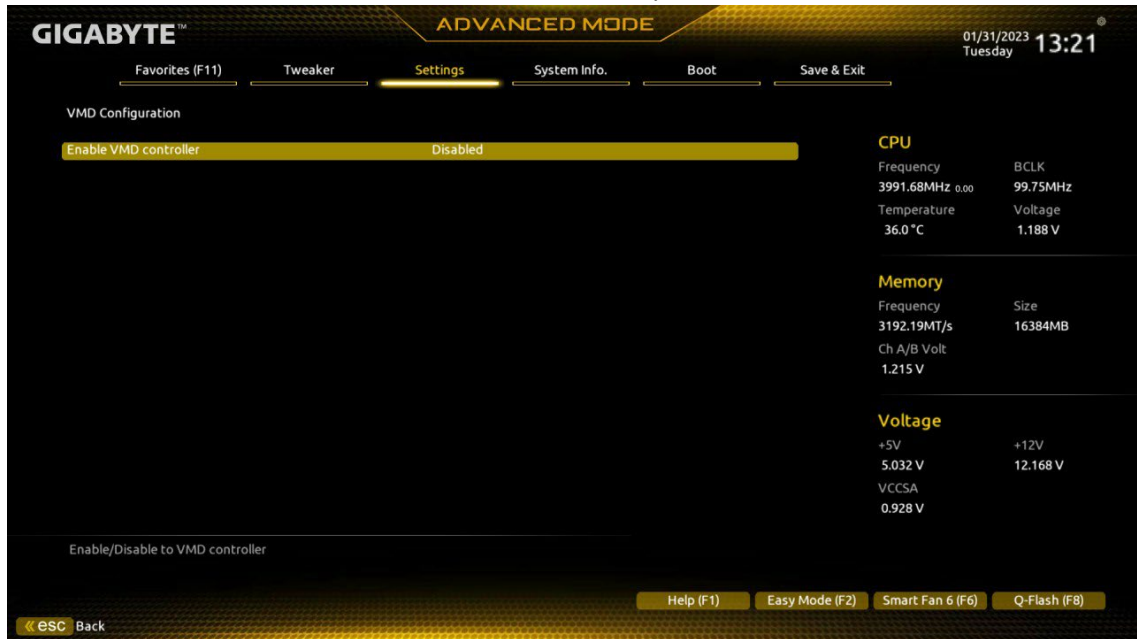 GIGABYTE™
ADVANCED MODE
01/31/2023 Tuesday 13:21
Favorites (F11) Tweaker Settings System Info. Boot Save & Exit
VMD Configuration
Enable VMD controller Disabled
CPU
Frequency BCLK
3991.68MHz 0.00 99.75MHz
Temperature Voltage
36.0 °C 1.188 V
Memory
Frequency Size
3192.19MT/s 16384MB
Ch A/B Volt
1.215 V
Voltage
+5V +12V
5.032 V 12.168 V
VCCSA
0.928 V
Enable/Disable to VMD controller
Help (F1) Easy Mode (F2) Smart Fan 6 (F6) Q-Flash (F8)
esc Back